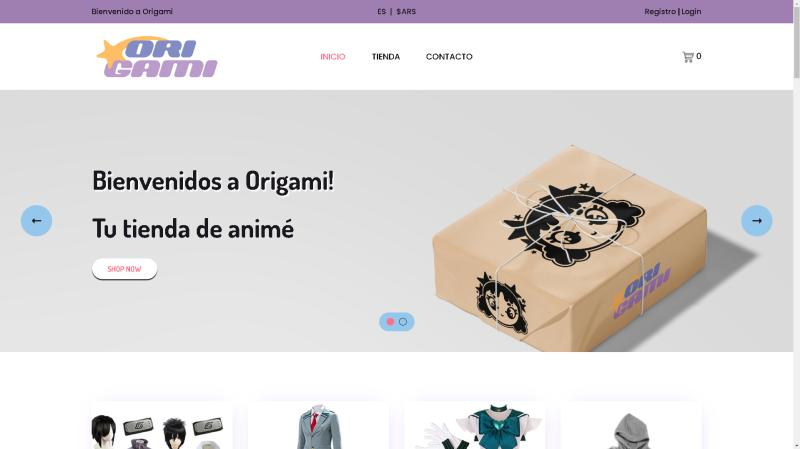 Bienvenido a Origami
ES | $ARS
Registro | Login
ORI
GAMI
INICIO
TIENDA
CONTACTO
0
Bienvenidos a Origami!
Tu tienda de animé
SHOP NOW
ORI
GAMI